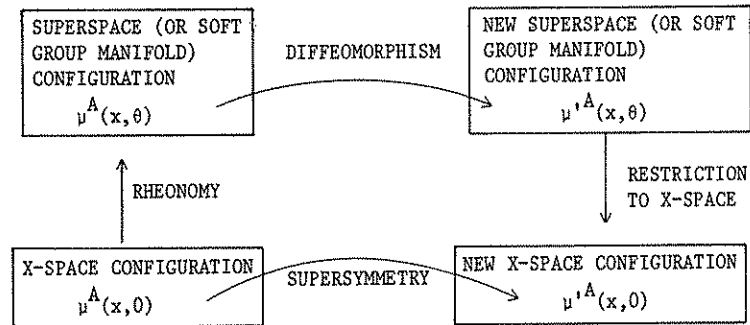 SUPERSPACE (OR SOFT
GROUP MANIFOLD)
CONFIGURATION
μ^A(x,θ)
DIFFEOMORPHISM
NEW SUPERSPACE (OR SOFT
GROUP MANIFOLD)
CONFIGURATION
μ'^A(x,θ)
RHEONOMY
RESTRICTION
TO X-SPACE
X-SPACE CONFIGURATION
μ^A(x,0)
SUPERSYMMETRY
NEW X-SPACE CONFIGURATION
μ'^A(x,0)